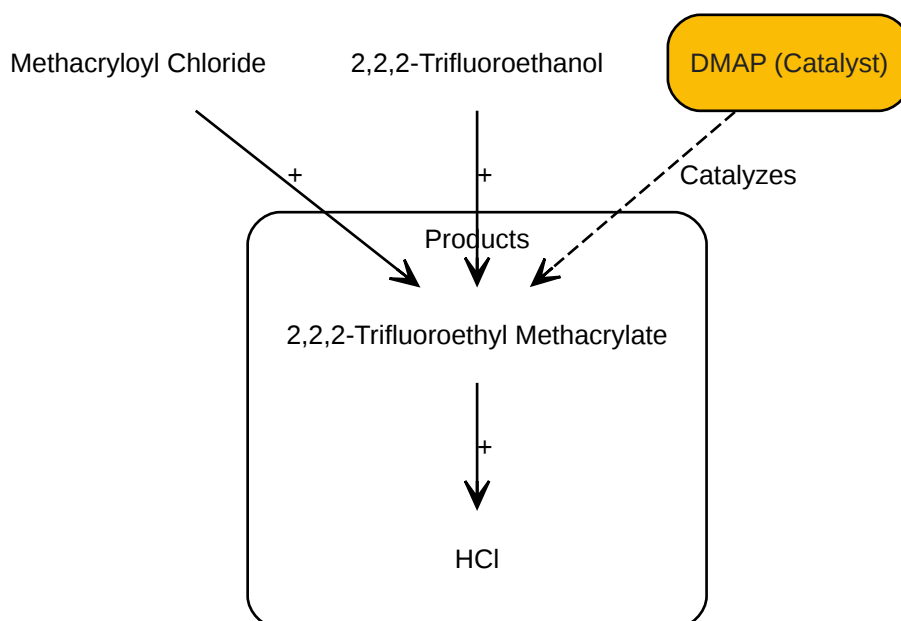 Methacryloyl Chloride
2,2,2-Trifluoroethanol
DMAP (Catalyst)
+
+
Catalyzes
Products
2,2,2-Trifluoroethyl Methacrylate
+
HCl